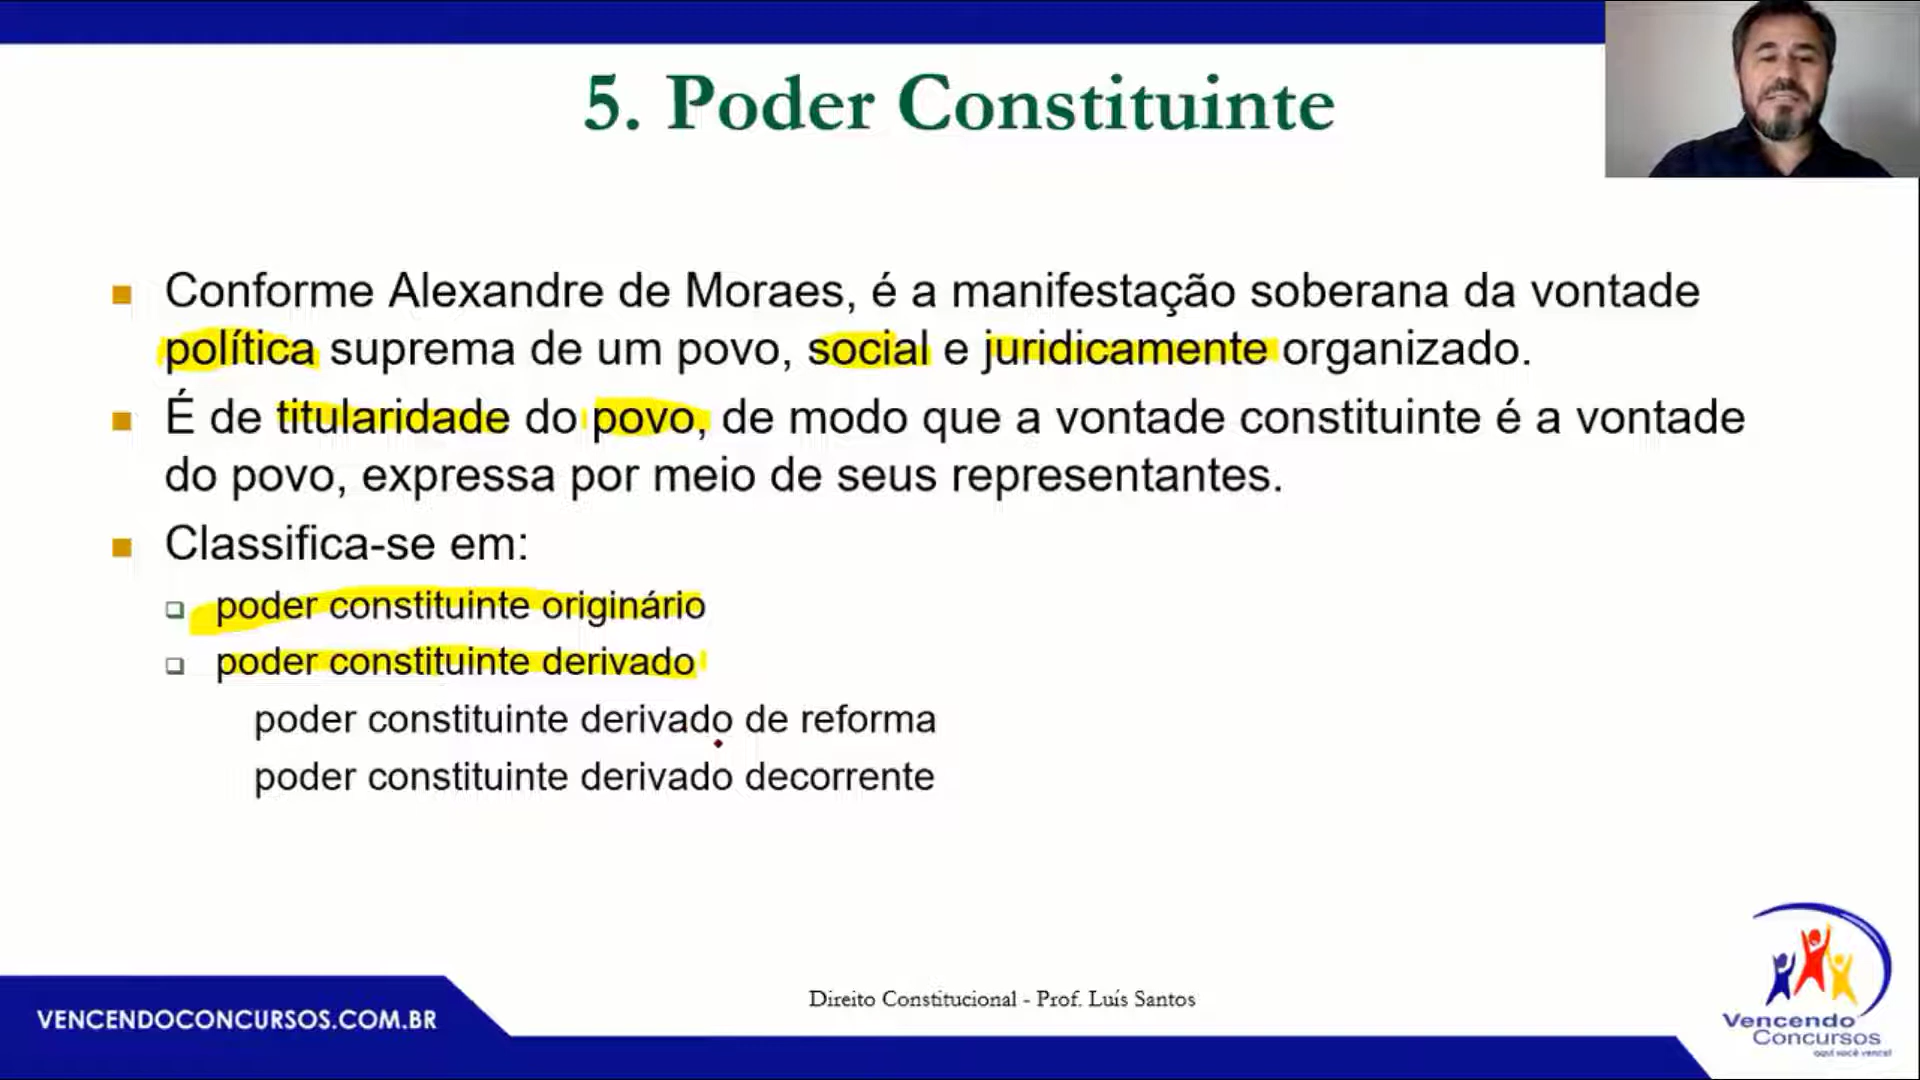 5. Poder Constituinte
Conforme Alexandre de Moraes, é a manifestação soberana da vontade
política suprema de um povo, social e juridicamente organizado.
É de titularidade do povo, de modo que a vontade constituinte é a vontade
do povo, expressa por meio de seus representantes.
Classifica-se em:
poder constituinte originário
poder constituinte derivado
poder constituinte derivado de reforma
poder constituinte derivado decorrente
Direito Constitucional - Prof. Luís Santos
VENCENDOCONCURSOS.COM.BR
Vencendo
Concursos
aqui você vence!